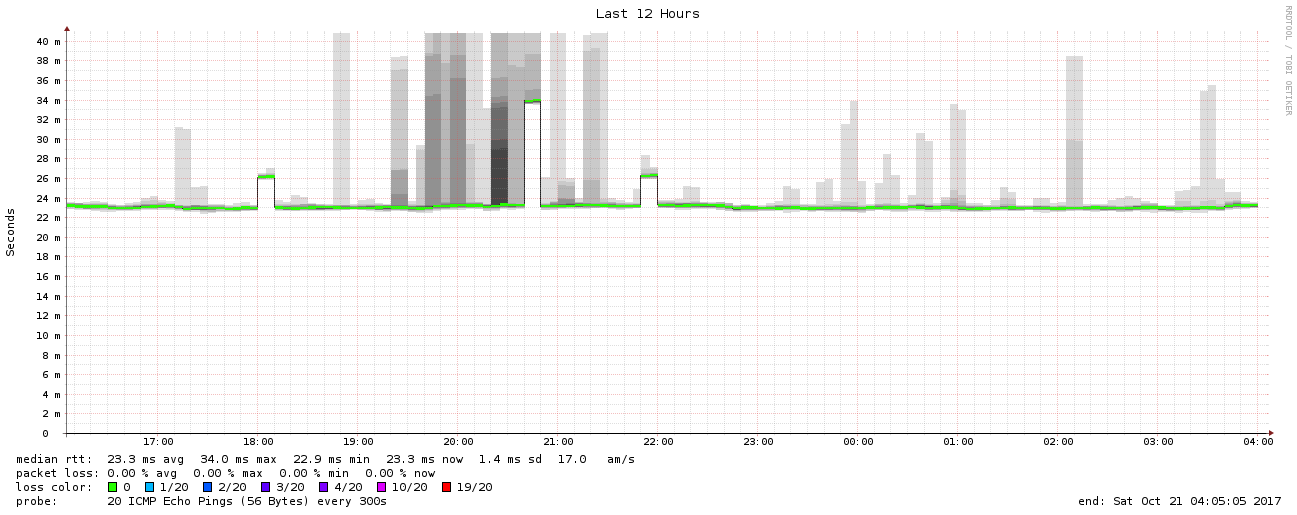 Last 12 Hours
RRDTOOL / TOBI OETIKER
Seconds
40 m
38 m
36 m
34 m
32 m
30 m
28 m
26 m
24 m
22 m
20 m
18 m
16 m
14 m
12 m
10 m
8 m
6 m
4 m
2 m
0
17:00 18:00 19:00 20:00 21:00 22:00 23:00 00:00 01:00 02:00 03:00 04:00
median rtt: 23.3 ms avg 34.0 ms max 22.9 ms min 23.3 ms now 1.4 ms sd 17.0 am/s
packet loss: 0.00 % avg 0.00 % max 0.00 % min 0.00 % now
loss color: 0 1/20 2/20 3/20 4/20 10/20 19/20
probe: 20 ICMP Echo Pings (56 Bytes) every 300s end: Sat Oct 21 04:05:05 2017